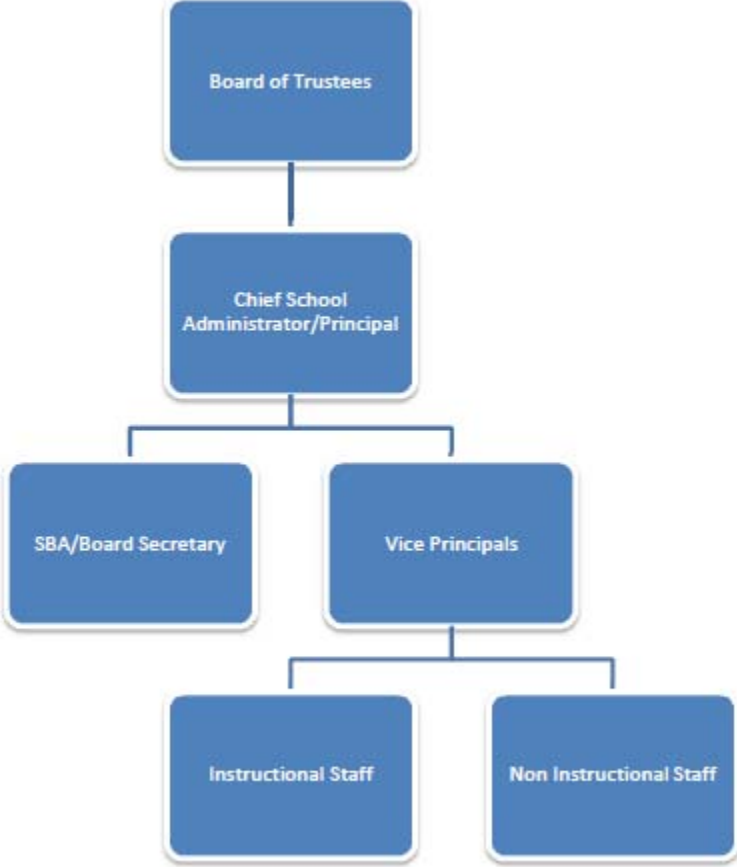 Board of Trustees
Chief School
Administrator/Principal
SBA/Board Secretary
Vice Principals
Instructional Staff
Non Instructional Staff